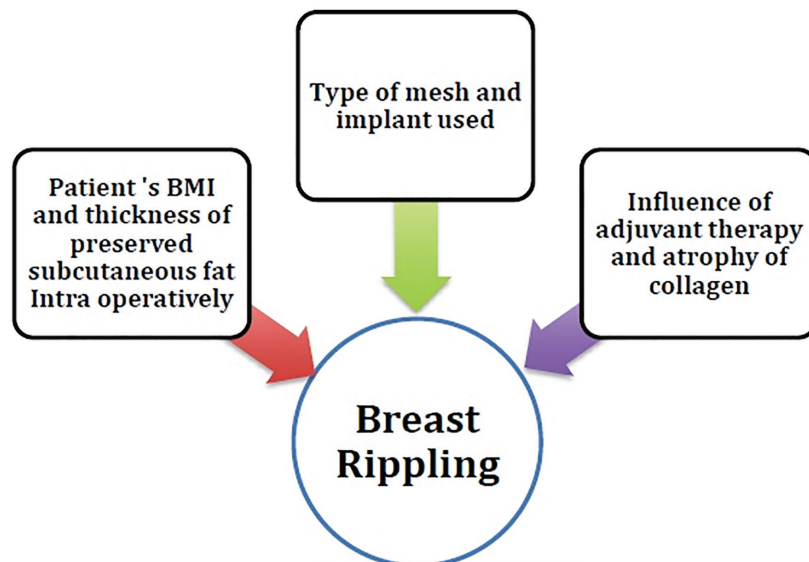 Type of mesh and
implant used
Patient 's BMI
and thickness of
preserved
subcutaneous fat
Intra operatively
Influence of
adjuvant therapy
and atrophy of
collagen
Breast
Rippling